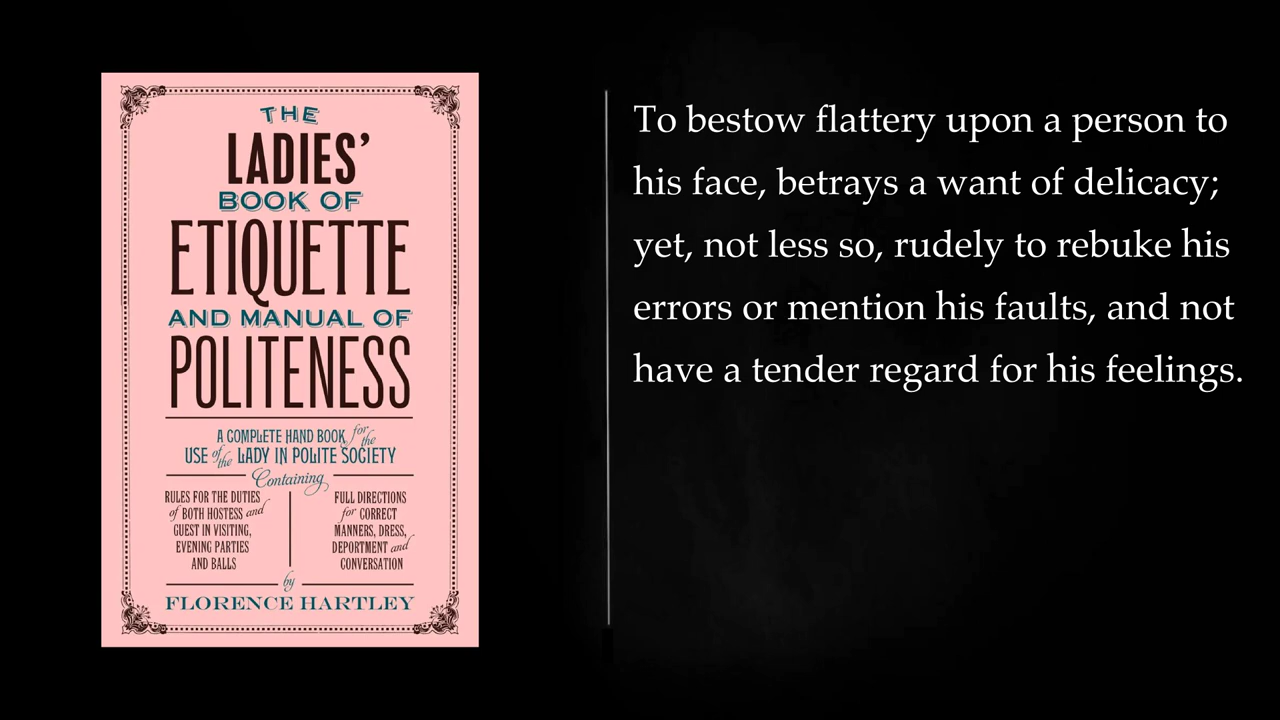 THE
LADIES'
BOOK OF
ETIQUETTE
AND MANUAL OF
POLITENESS
A COMPLETE HAND BOOK for the
USE of the LADY IN POLITE SOCIETY
Containing
RULES FOR THE DUTIES
of BOTH HOSTESS and
GUEST IN VISITING,
EVENING PARTIES
AND BALLS
FULL DIRECTIONS
for CORRECT
MANNERS, DRESS,
DEPORTMENT and
CONVERSATION
by
FLORENCE HARTLEY
To bestow flattery upon a person to
his face, betrays a want of delicacy;
yet, not less so, rudely to rebuke his
errors or mention his faults, and not
have a tender regard for his feelings.